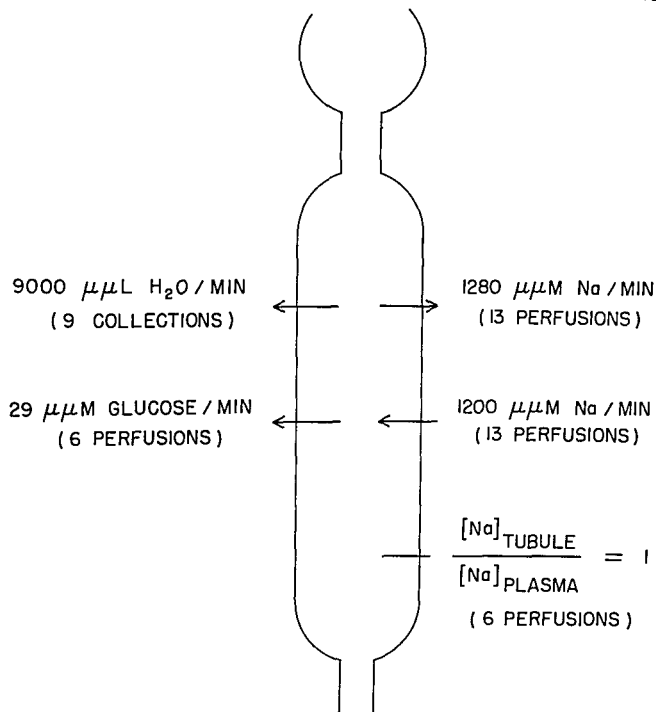 9000 μμL H₂O / MIN
( 9 COLLECTIONS )
1280 μμM Na / MIN
(13 PERFUSIONS)
29 μμM GLUCOSE / MIN
( 6 PERFUSIONS )
1200 μμM Na / MIN
(13 PERFUSIONS)
[Na]TUBULE
[Na]PLASMA
= 1
( 6 PERFUSIONS )